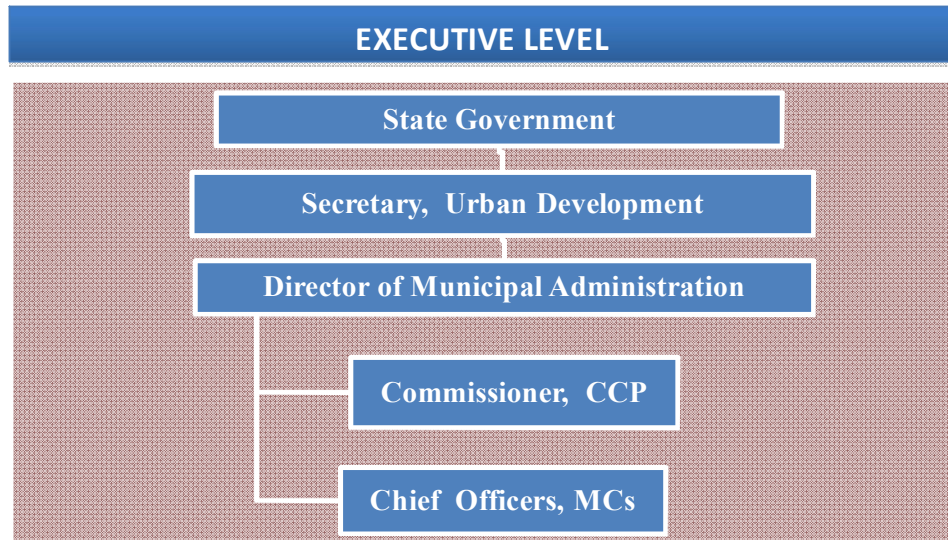 EXECUTIVE LEVEL
State Government
Secretary, Urban Development
Director of Municipal Administration
Commissioner, CCP
Chief Officers, MCs